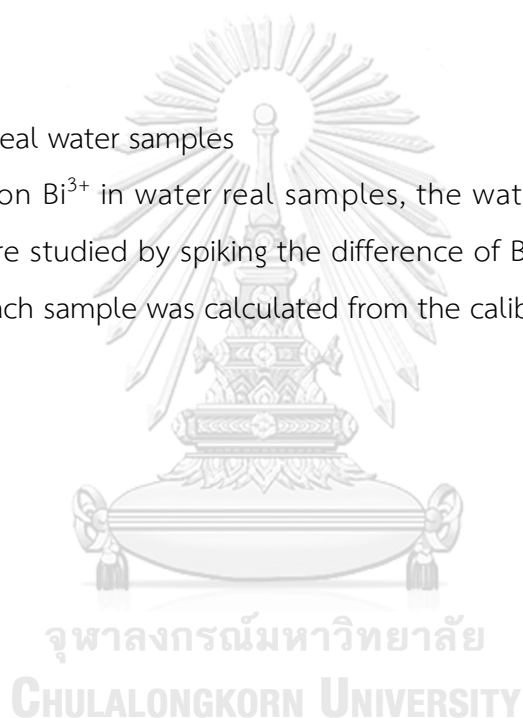 eal water samples
on Bi³⁺ in water real samples, the wat
re studied by spiking the difference of B
ach sample was calculated from the calib
จุฬาลงกรณ์มหาวิทยาลัย
CHULALONGKORN UNIVERSITY